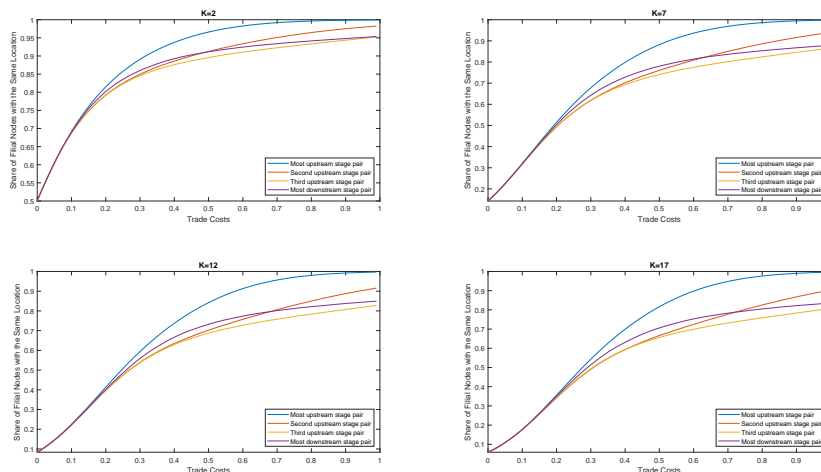 K=2
Share of Filial Nodes with the Same Location
1
0.95
0.9
0.85
0.8
0.75
0.7
0.65
0.6
0.55
0.5
Most upstream stage pair
Second upstream stage pair
Third upstream stage pair
Most downstream stage pair
0 0.1 0.2 0.3 0.4 0.5 0.6 0.7 0.8 0.9 1
Trade Costs
K=7
Share of Filial Nodes with the Same Location
1
0.9
0.8
0.7
0.6
0.5
0.4
0.3
0.2
Most upstream stage pair
Second upstream stage pair
Third upstream stage pair
Most downstream stage pair
0 0.1 0.2 0.3 0.4 0.5 0.6 0.7 0.8 0.9
Trade Costs
K=12
Share of Filial Nodes with the Same Location
1
0.9
0.8
0.7
0.6
0.5
0.4
0.3
0.2
0.1
Most upstream stage pair
Second upstream stage pair
Third upstream stage pair
Most downstream stage pair
0 0.1 0.2 0.3 0.4 0.5 0.6 0.7 0.8 0.9 1
Trade Costs
K=17
Share of Filial Nodes with the Same Location
1
0.9
0.8
0.7
0.6
0.5
0.4
0.3
0.2
0.1
Most upstream stage pair
Second upstream stage pair
Third upstream stage pair
Most downstream stage pair
0 0.1 0.2 0.3 0.4 0.5 0.6 0.7 0.8 0.9
Trade Costs